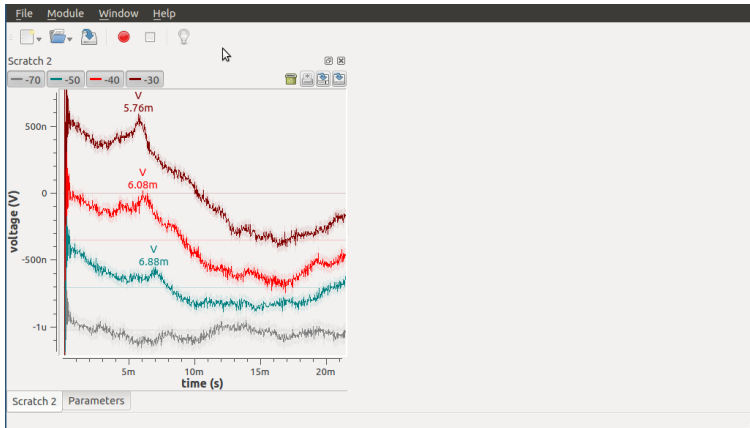 File Module Window Help
Scratch 2
-70 -50 -40 -30
V
5.76m
500n
V
6.08m
0
voltage (V)
V
6.88m
-500n
-1u
5m 10m 15m 20m
time (s)
Scratch 2 Parameters